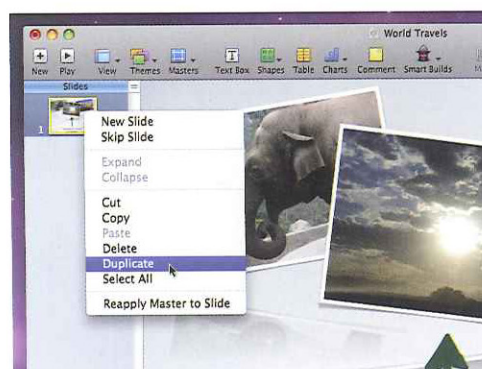 World Travels
New Play View Themes Masters Text Box Shapes Table Charts Comment Smart Builds
Slides
1
New Slide
Skip Slide
Expand
Collapse
Cut
Copy
Paste
Delete
Duplicate
Select All
Reapply Master to Slide